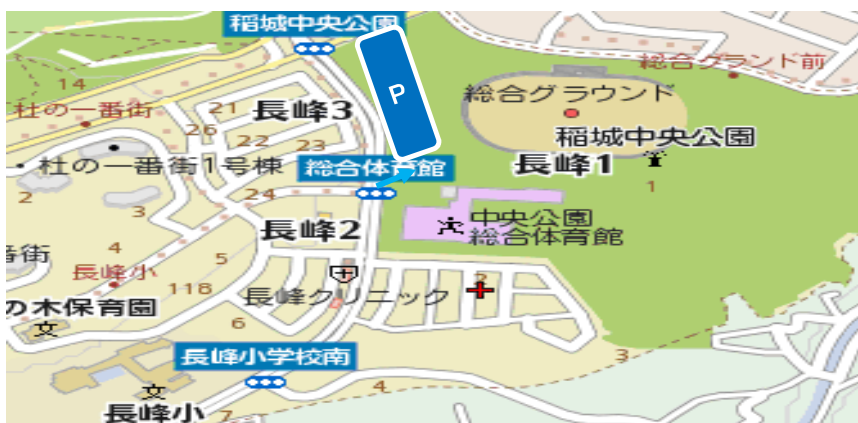 稲城中央公園
P
総合グランド前
14
杜の一番街
21
長峰3
総合グラウンド
26
22
23
稲城中央公園
・杜の一番街1号棟
総合体育館
長峰1
2
24
1
3
長峰2
中央公園
総合体育館
番街
4
5
長峰小
118
長峰クリニック
2
の木保育園
文
6
長峰小学校南
3
4
文
長峰小
7